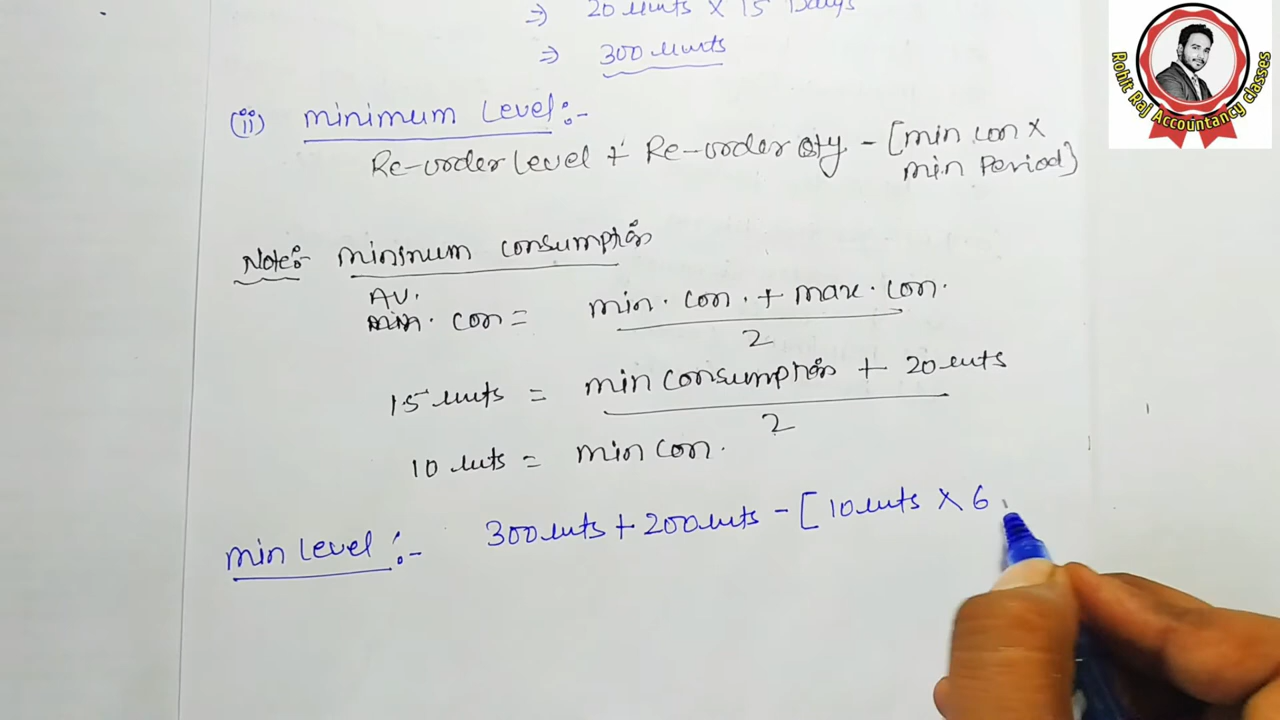 ⇒ 20 units X 15 Days
⇒ 300 units
(ii) minimum Level:-
Re-order Level + Re-order Qty - [min con X
min Period]
Note:- minimum consumption
Av.
min. con = min. con. + max. con.
2
15 units = min consumption + 20 units
2
10 units = min con.
min Level :- 300 units + 200 units - [10 units X 6
Rohit Raj Accountancy classes